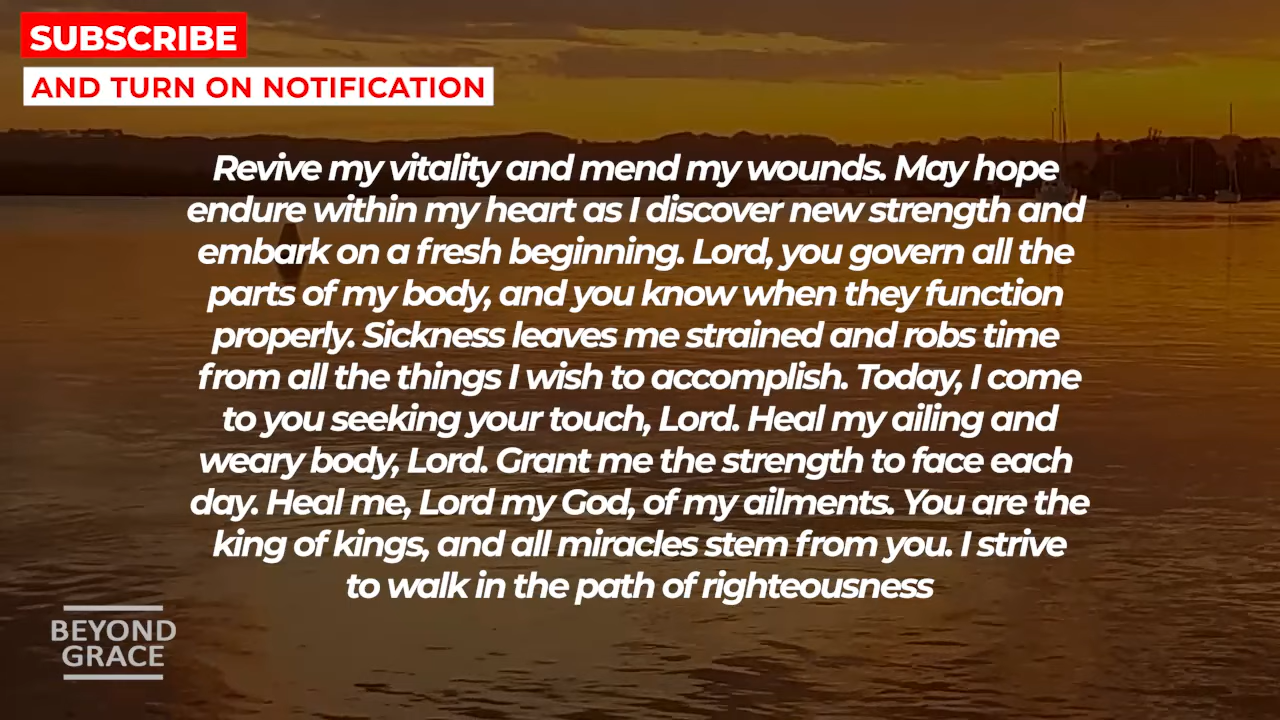 SUBSCRIBE
AND TURN ON NOTIFICATION
Revive my vitality and mend my wounds. May hope
endure within my heart as I discover new strength and
embark on a fresh beginning. Lord, you govern all the
parts of my body, and you know when they function
properly. Sickness leaves me strained and robs time
from all the things I wish to accomplish. Today, I come
to you seeking your touch, Lord. Heal my ailing and
weary body, Lord. Grant me the strength to face each
day. Heal me, Lord my God, of my ailments. You are the
king of kings, and all miracles stem from you. I strive
to walk in the path of righteousness
BEYOND
GRACE